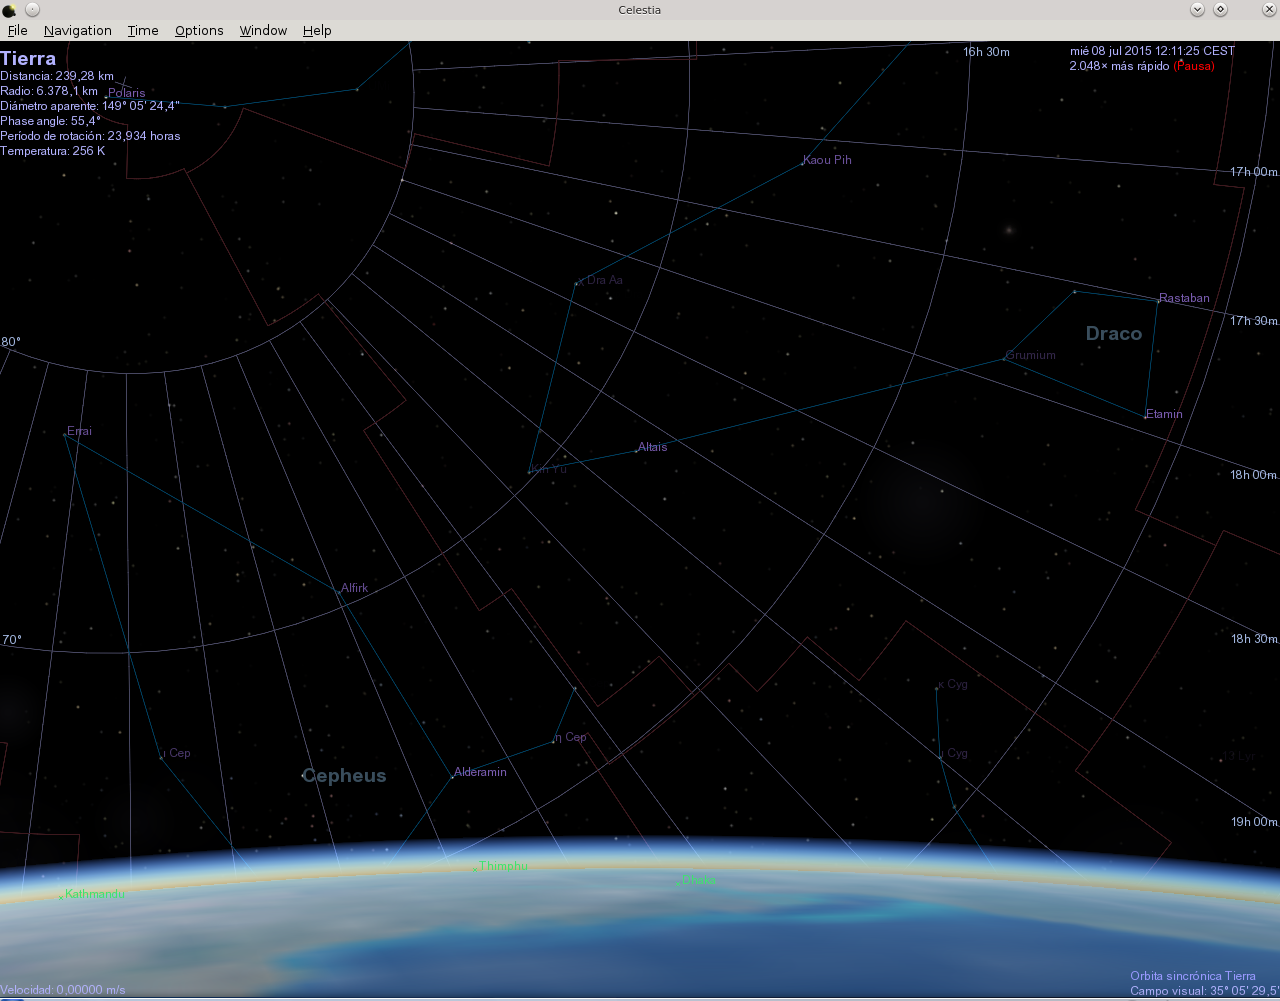 Celestia
File Navigation Time Options Window Help
Tierra
Distancia: 239,28 km
Radio: 6.378,1 km
Diámetro aparente: 149° 05' 24,4"
Phase angle: 55,4°
Período de rotación: 23,934 horas
Temperatura: 256 K
Polaris
16h 30m
mié 08 jul 2015 12:11:25 CEST
2.048× más rápido (Pausa)
Kaou Pih
17h 00m
χ Dra Aa
Rastaban
17h 30m
Draco
80°
Grumium
Etamin
Errai
Altais
Kin Yu
18h 00m
Alfirk
70°
18h 30m
κ Cyg
η Cep
ι Cep
ι Cyg
13 Lyr
Cepheus
Alderamin
19h 00m
Thimphu
Dhaka
Kathmandu
Orbita sincrónica Tierra
Velocidad: 0,00000 m/s
Campo visual: 35° 05' 29,5"